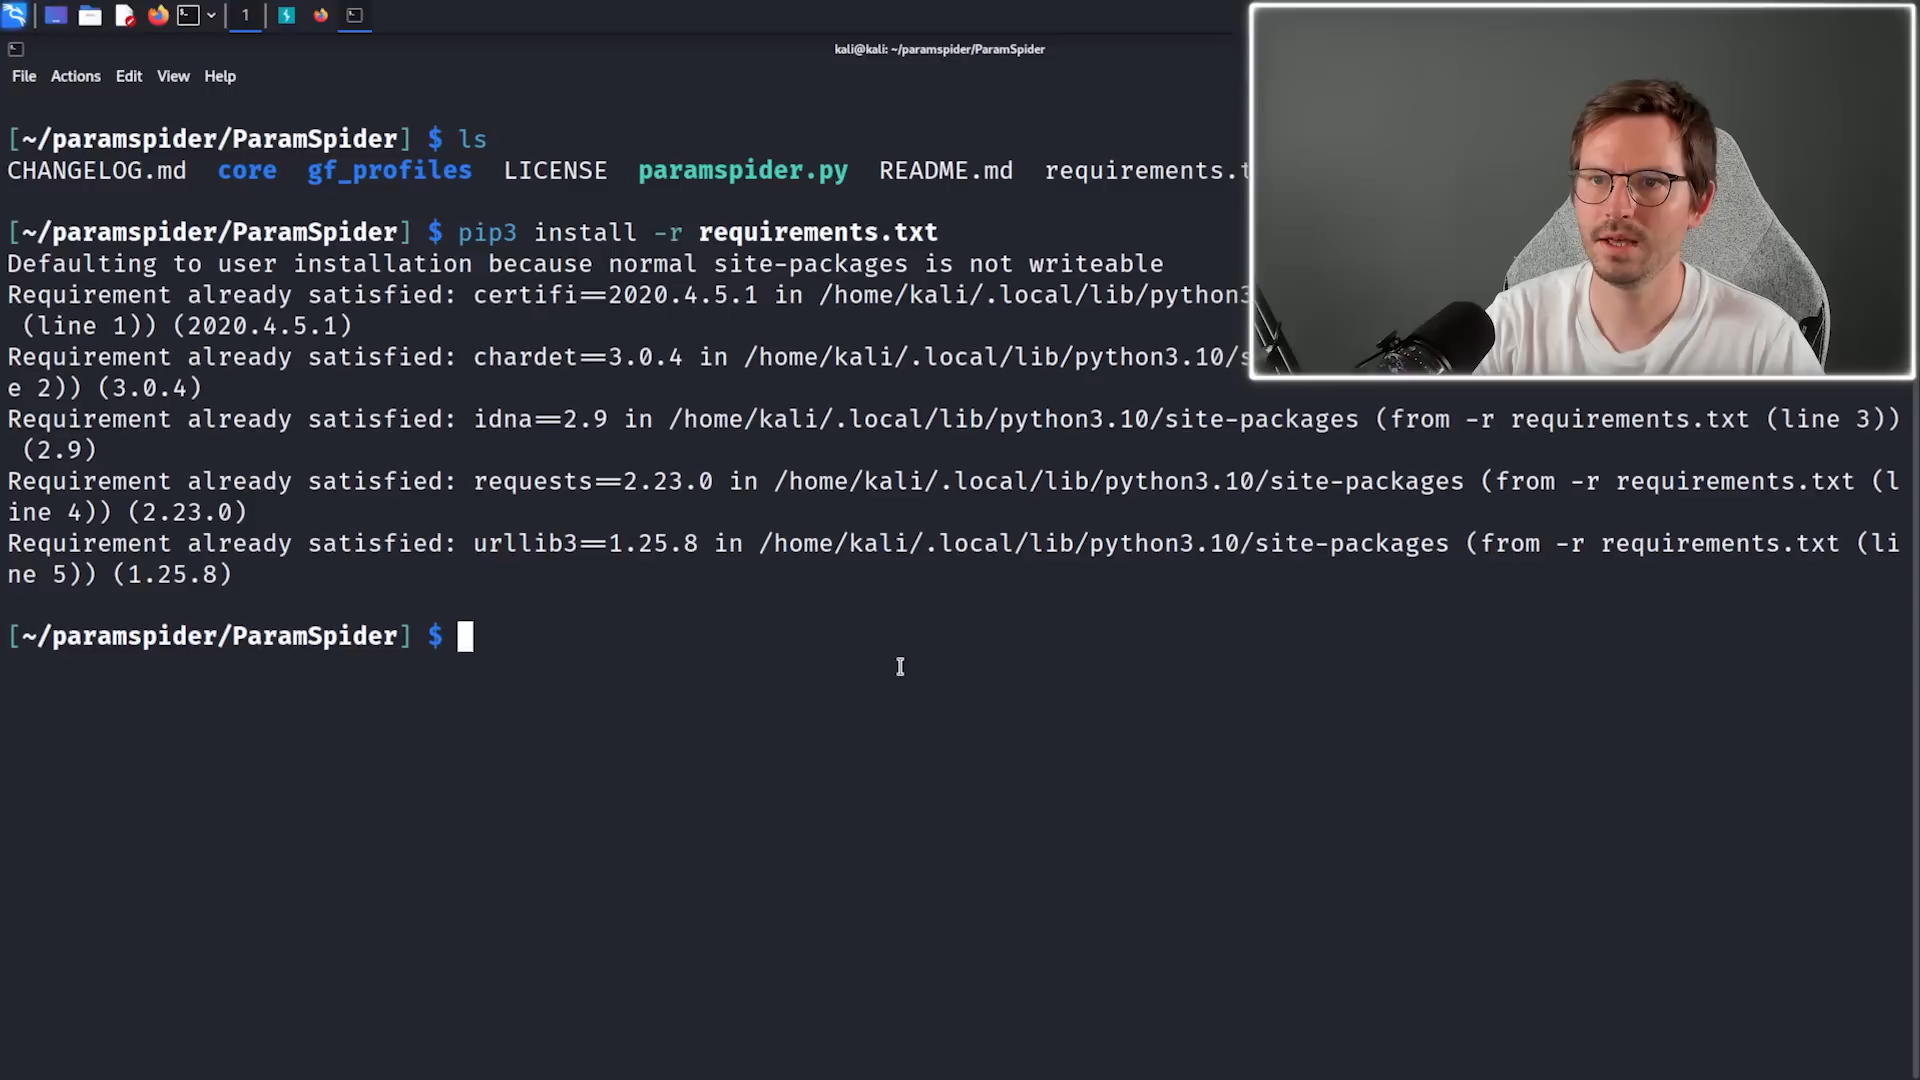 1
kali@kali: ~/paramspider/ParamSpider
File Actions Edit View Help
[~/paramspider/ParamSpider] $ ls
CHANGELOG.md core gf_profiles LICENSE paramspider.py README.md requirements.t
[~/paramspider/ParamSpider] $ pip3 install -r requirements.txt
Defaulting to user installation because normal site-packages is not writeable
Requirement already satisfied: certifi==2020.4.5.1 in /home/kali/.local/lib/python3
(line 1)) (2020.4.5.1)
Requirement already satisfied: chardet==3.0.4 in /home/kali/.local/lib/python3.10/s
e 2)) (3.0.4)
Requirement already satisfied: idna==2.9 in /home/kali/.local/lib/python3.10/site-packages (from -r requirements.txt (line 3))
(2.9)
Requirement already satisfied: requests==2.23.0 in /home/kali/.local/lib/python3.10/site-packages (from -r requirements.txt (l
ine 4)) (2.23.0)
Requirement already satisfied: urllib3==1.25.8 in /home/kali/.local/lib/python3.10/site-packages (from -r requirements.txt (li
ne 5)) (1.25.8)
[~/paramspider/ParamSpider] $